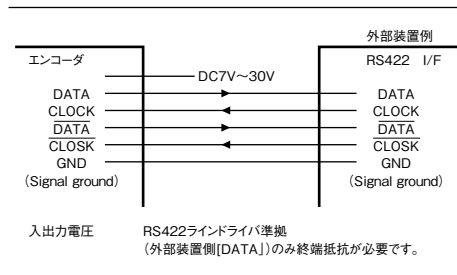 外部装置例
エンコーダ
RS422 I/F
DC7V～30V
DATA DATA
CLOCK CLOCK
DATA DATA
CLOSK CLOSK
GND GND
(Signal ground) (Signal ground)
入出力電圧 RS422ラインドライバ準拠
(外部装置側[DATA」)のみ終端抵抗が必要です。